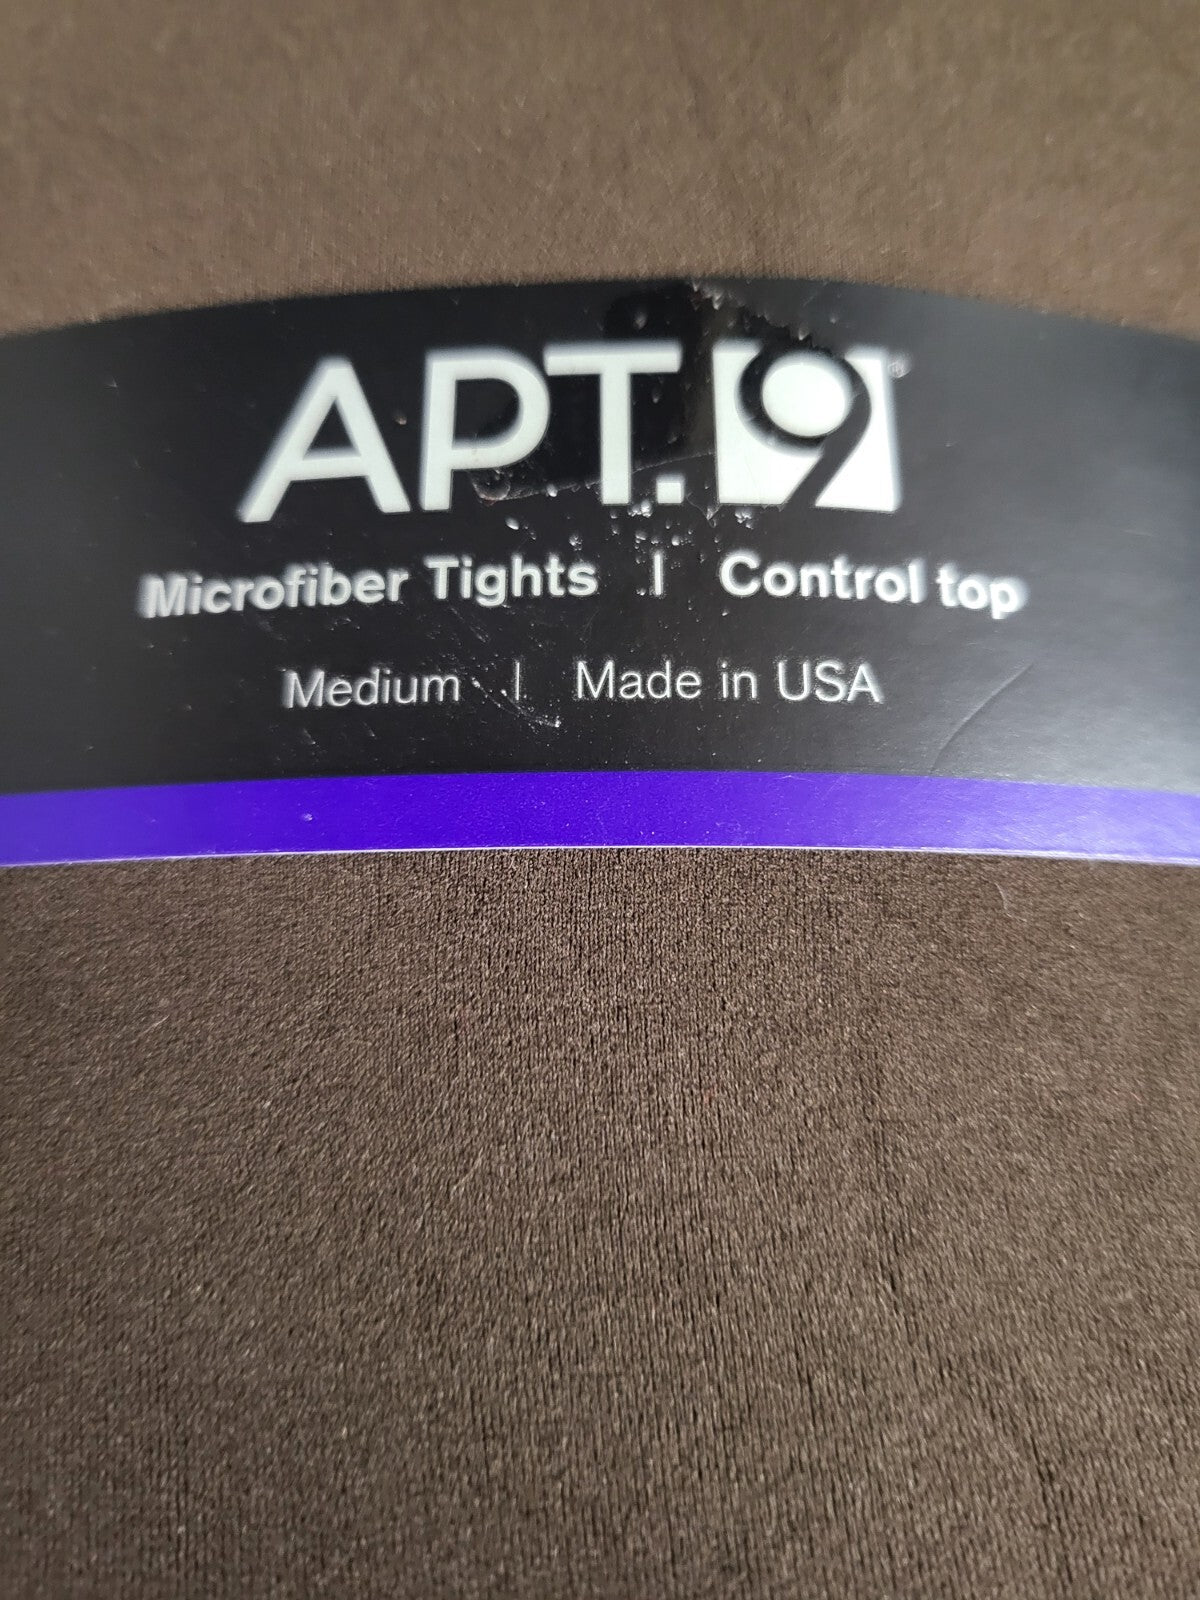 APT.9
Microfiber Tights | Control top
Medium | Made in USA